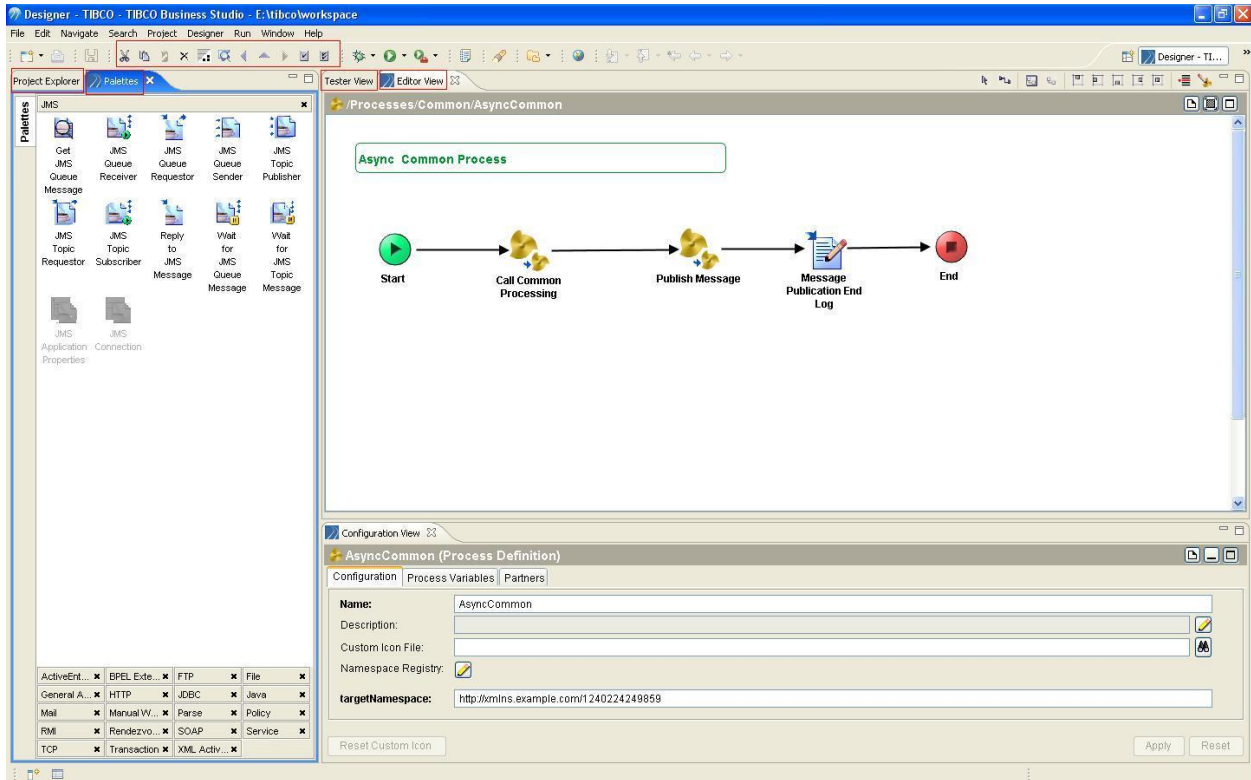 Designer - TIBCO - TIBCO Business Studio - E:\tibco\workspace
File Edit Navigate Search Project Designer Run Window Help
Designer - TI... »
Project Explorer Palettes
Tester View Editor View
Palettes
JMS
Get JMS Queue Message
JMS Queue Receiver
JMS Queue Requestor
JMS Queue Sender
JMS Topic Publisher
JMS Topic Requestor
JMS Topic Subscriber
Reply to JMS Message
Wait for JMS Queue Message
Wait for JMS Topic Message
JMS Application Properties
JMS Connection
ActiveEnt... BPEL Exte... FTP File
General A... HTTP JDBC Java
Mail Manual W... Parse Policy
RMI Rendezvo... SOAP Service
TCP Transaction XML Activ...
/Processes/Common/AsyncCommon
Async Common Process
Start
Call Common Processing
Publish Message
Message Publication End Log
End
Configuration View
AsyncCommon (Process Definition)
Configuration Process Variables Partners
Name: AsyncCommon
Description:
Custom Icon File:
Namespace Registry:
targetNamespace: http://xmlns.example.com/1240224249859
Reset Custom Icon Apply Reset